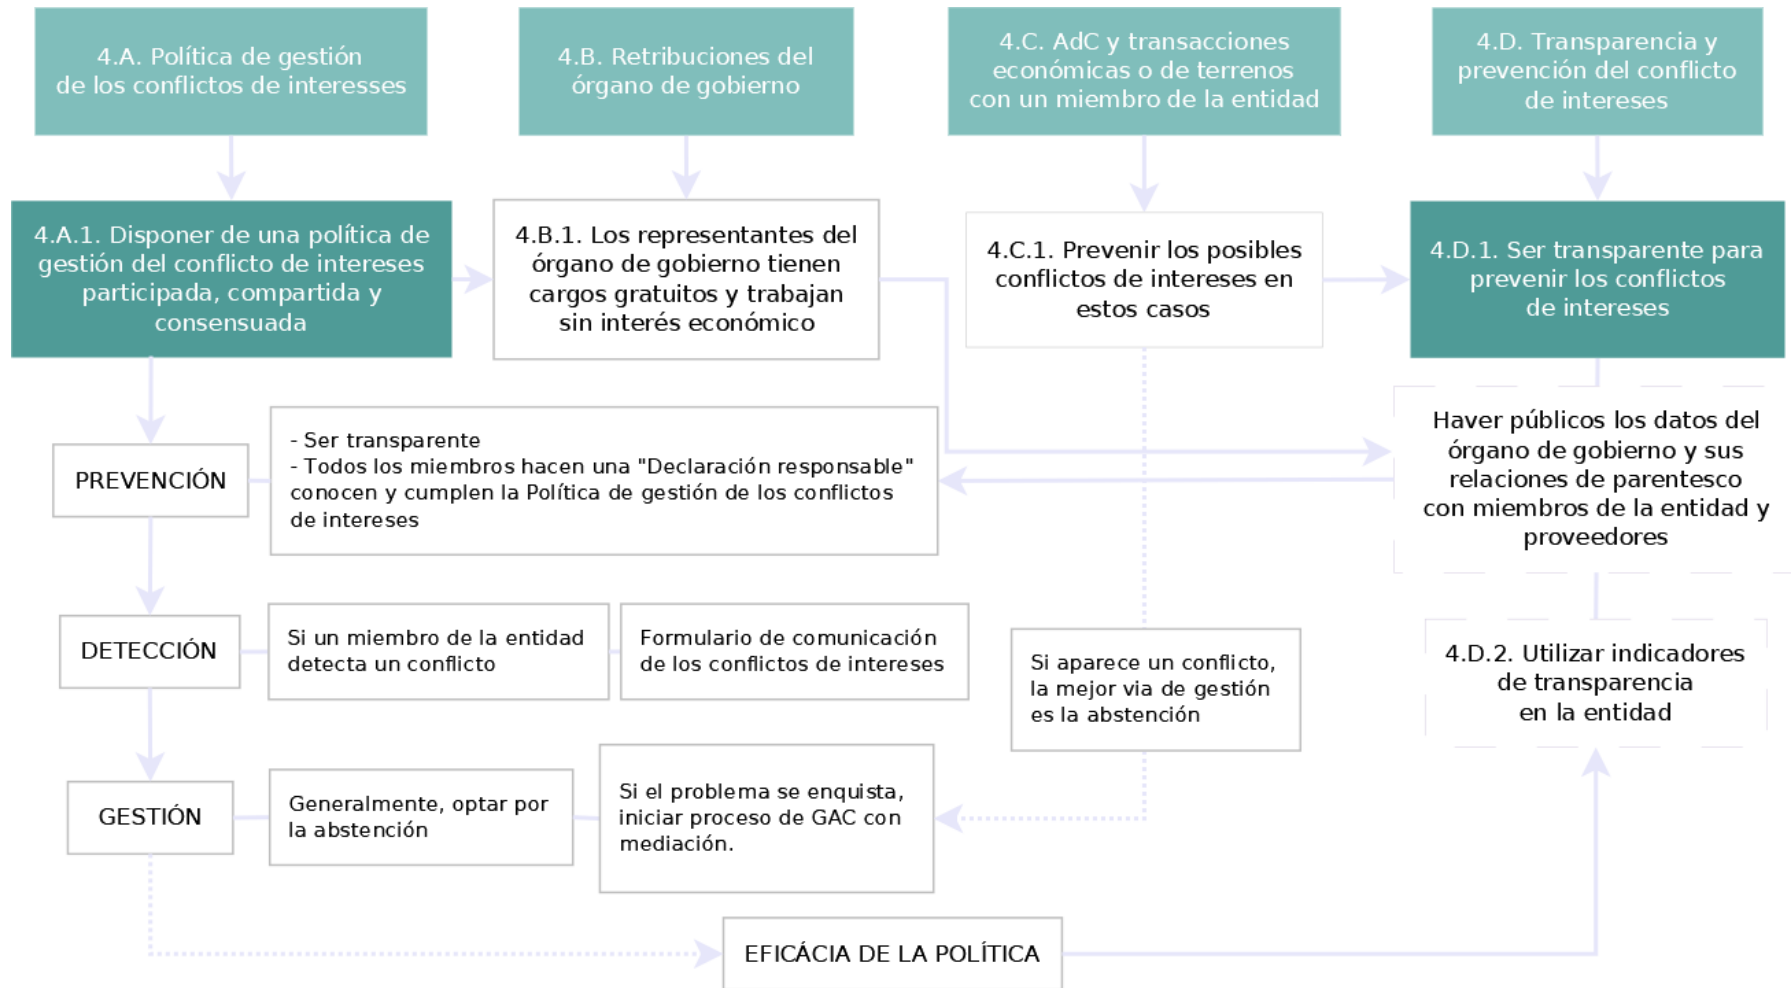 4.A. Política de gestión
de los conflictos de interesses
4.B. Retribuciones del
órgano de gobierno
4.C. AdC y transacciones
económicas o de terrenos
con un miembro de la entidad
4.D. Transparencia y
prevención del conflicto
de intereses
4.A.1. Disponer de una política de
gestión del conflicto de intereses
participada, compartida y
consensuada
4.B.1. Los representantes del
órgano de gobierno tienen
cargos gratuitos y trabajan
sin interés económico
4.C.1. Prevenir los posibles
conflictos de intereses en
estos casos
4.D.1. Ser transparente para
prevenir los conflictos
de intereses
PREVENCIÓN
- Ser transparente
- Todos los miembros hacen una "Declaración responsable"
conocen y cumplen la Política de gestión de los conflictos
de intereses
Haver públicos los datos del
órgano de gobierno y sus
relaciones de parentesco
con miembros de la entidad y
proveedores
DETECCIÓN
Si un miembro de la entidad
detecta un conflicto
Formulario de comunicación
de los conflictos de intereses
Si aparece un conflicto,
la mejor via de gestión
es la abstención
4.D.2. Utilizar indicadores
de transparencia
en la entidad
GESTIÓN
Generalmente, optar por
la abstención
Si el problema se enquista,
iniciar proceso de GAC con
mediación.
EFICÁCIA DE LA POLÍTICA